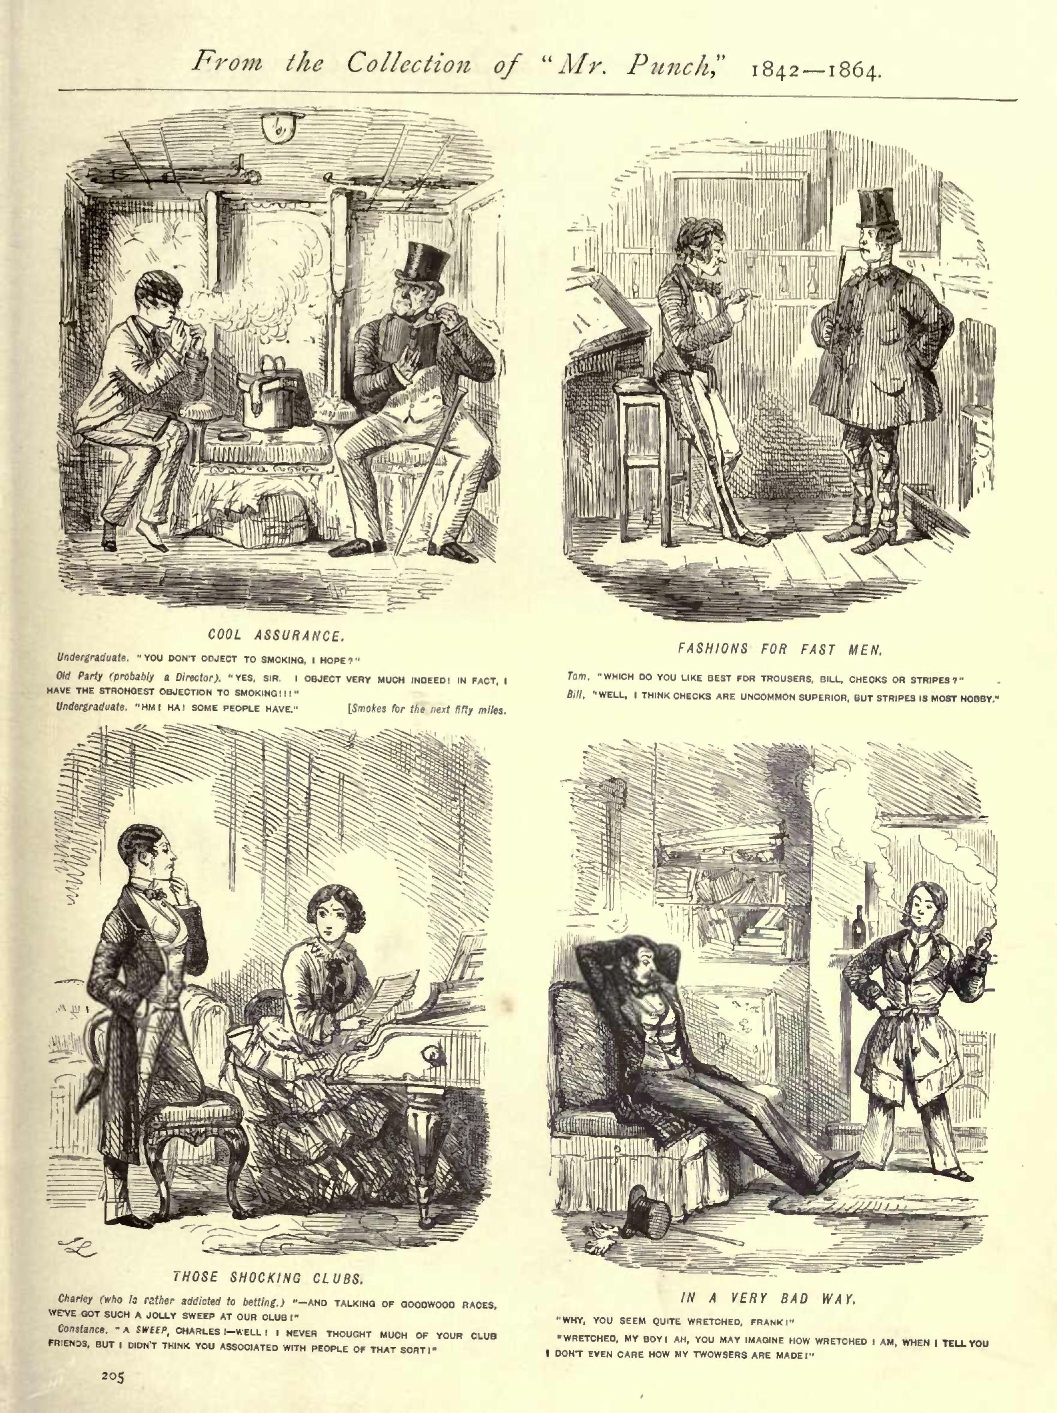 From the Collection of "Mr. Punch," 1842—1864.
COOL ASSURANCE.
Undergraduate. "YOU DON'T OBJECT TO SMOKING, I HOPE?"
Old Party (probably a Director). "YES, SIR. I OBJECT VERY MUCH INDEED! IN FACT, I
HAVE THE STRONGEST OBJECTION TO SMOKING!!!"
Undergraduate. "HM! HA! SOME PEOPLE HAVE." [Smokes for the next fifty miles.
FASHIONS FOR FAST MEN.
Tom. "WHICH DO YOU LIKE BEST FOR TROUSERS, BILL, CHECKS OR STRIPES?"
Bill. "WELL, I THINK CHECKS ARE UNCOMMON SUPERIOR, BUT STRIPES IS MOST NOBBY."
THOSE SHOCKING CLUBS.
Charley (who is rather addicted to betting.) "—AND TALKING OF GOODWOOD RACES,
WE'VE GOT SUCH A JOLLY SWEEP AT OUR CLUB!"
Constance. "A SWEEP, CHARLES!—WELL! I NEVER THOUGHT MUCH OF YOUR CLUB
FRIENDS, BUT I DIDN'T THINK YOU ASSOCIATED WITH PEOPLE OF THAT SORT!"
IN A VERY BAD WAY.
"WHY, YOU SEEM QUITE WRETCHED, FRANK!"
"WRETCHED, MY BOY! AH, YOU MAY IMAGINE HOW WRETCHED I AM, WHEN I TELL YOU
I DON'T EVEN CARE HOW MY TWOWSERS ARE MADE!"
205